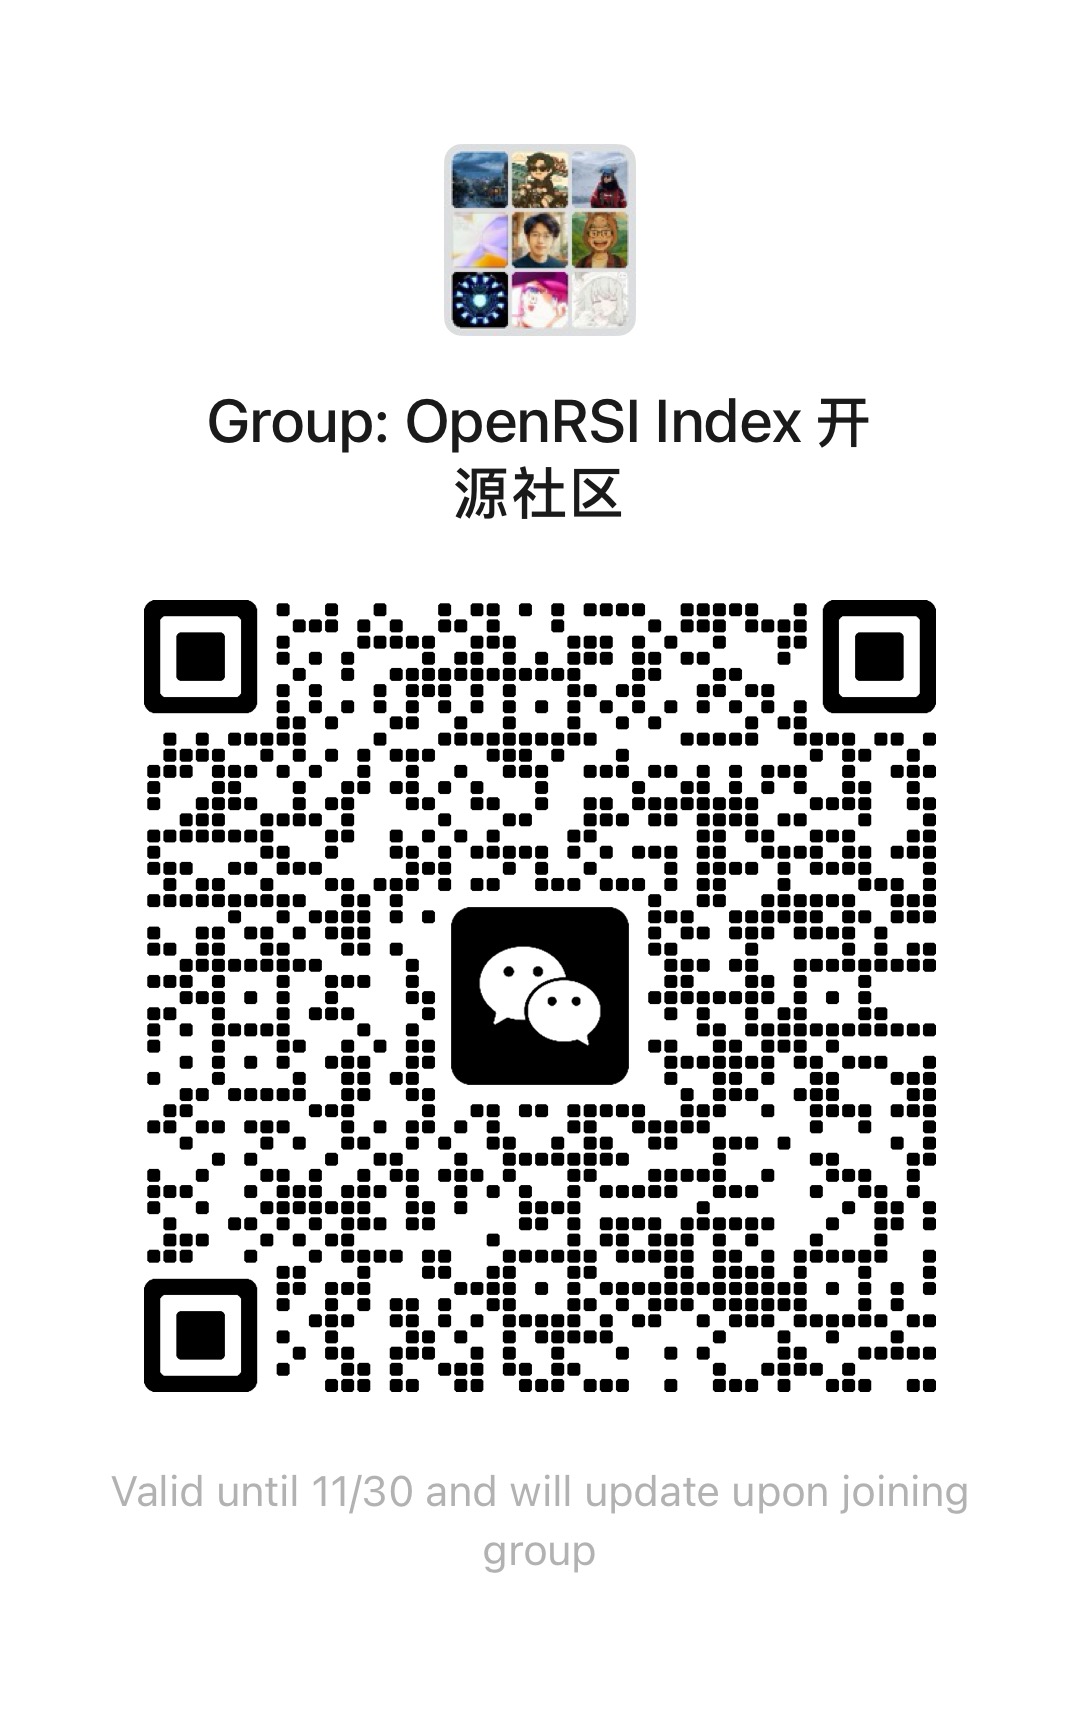 Group: OpenRSI Index 开
源社区
Valid until 11/30 and will update upon joining
group